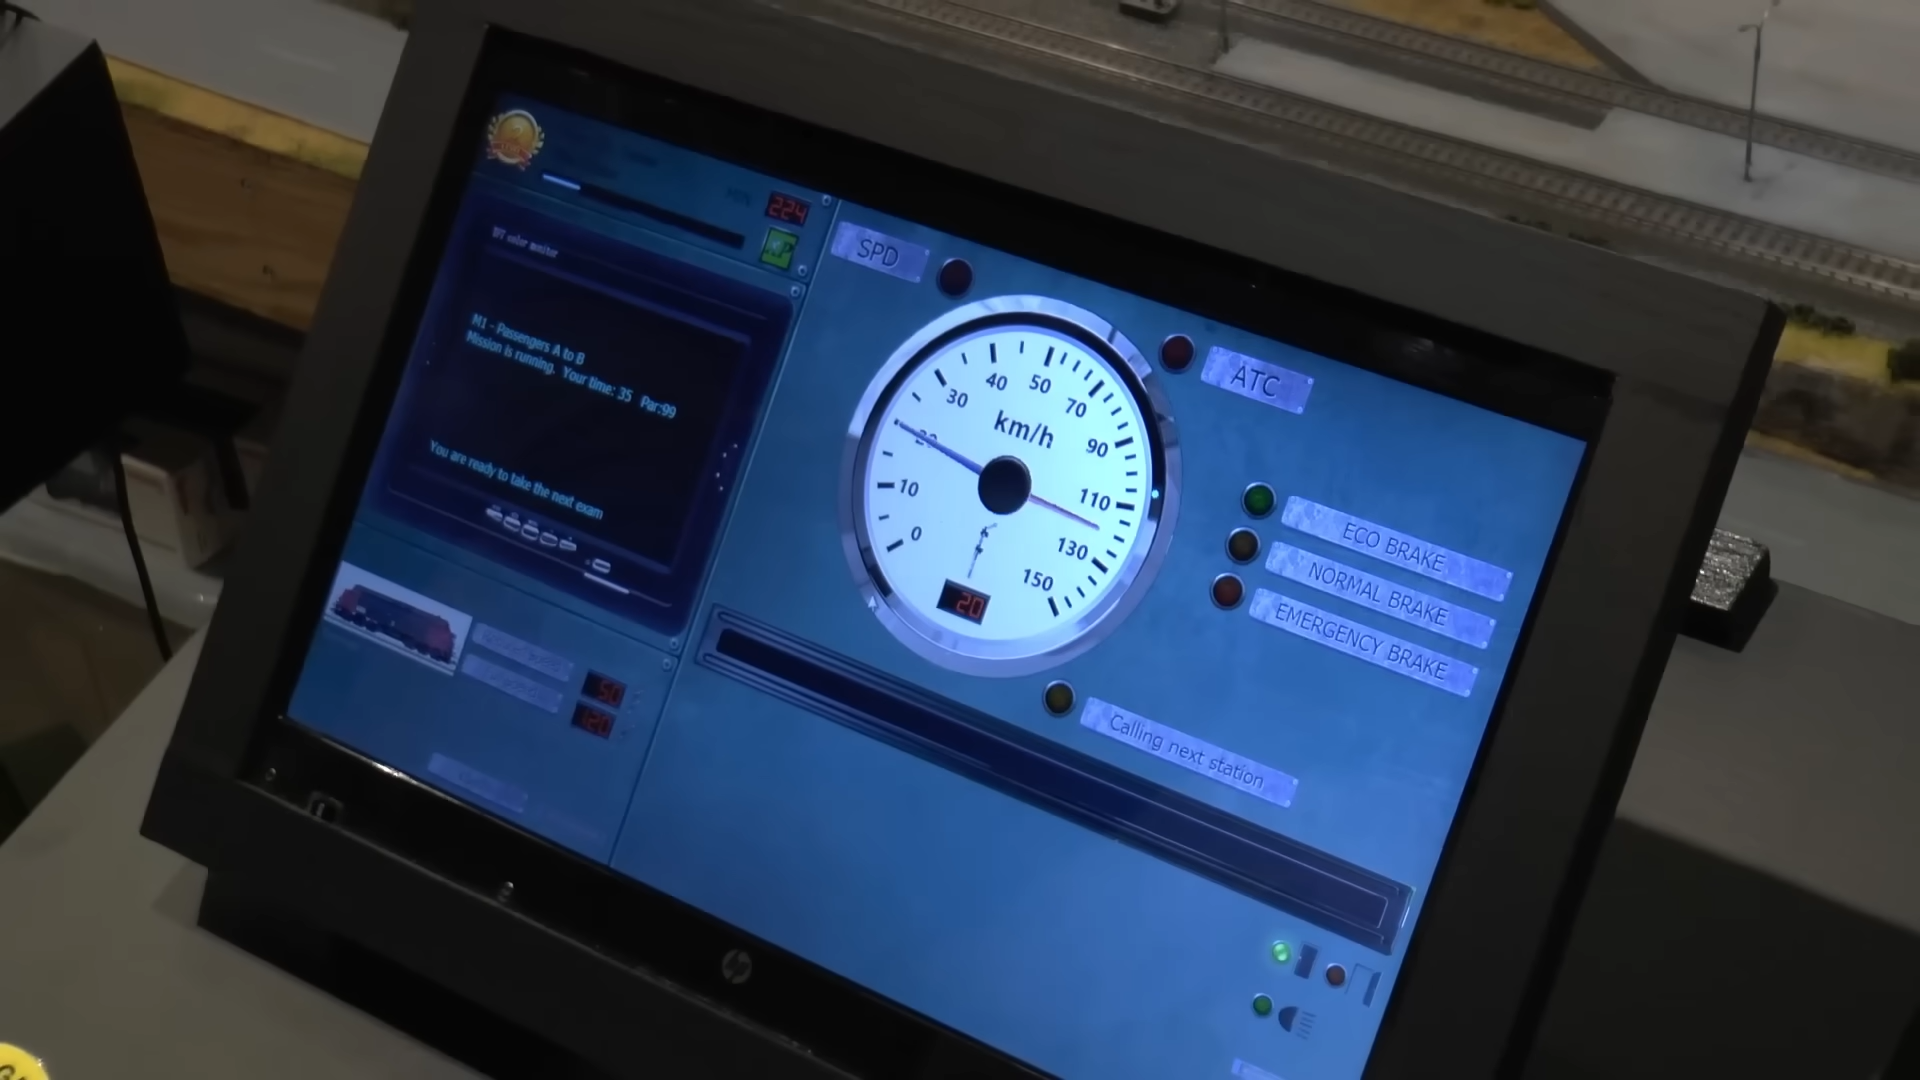 224
XP
SPD
M1 - Passengers A to B
Mission is running. Your time: 35 Par:99
You are ready to take the next exam
km/h
0
10
20
30
40
50
70
90
110
130
150
20
ATC
ECO BRAKE
NORMAL BRAKE
EMERGENCY BRAKE
Calling next station
50
120
hp